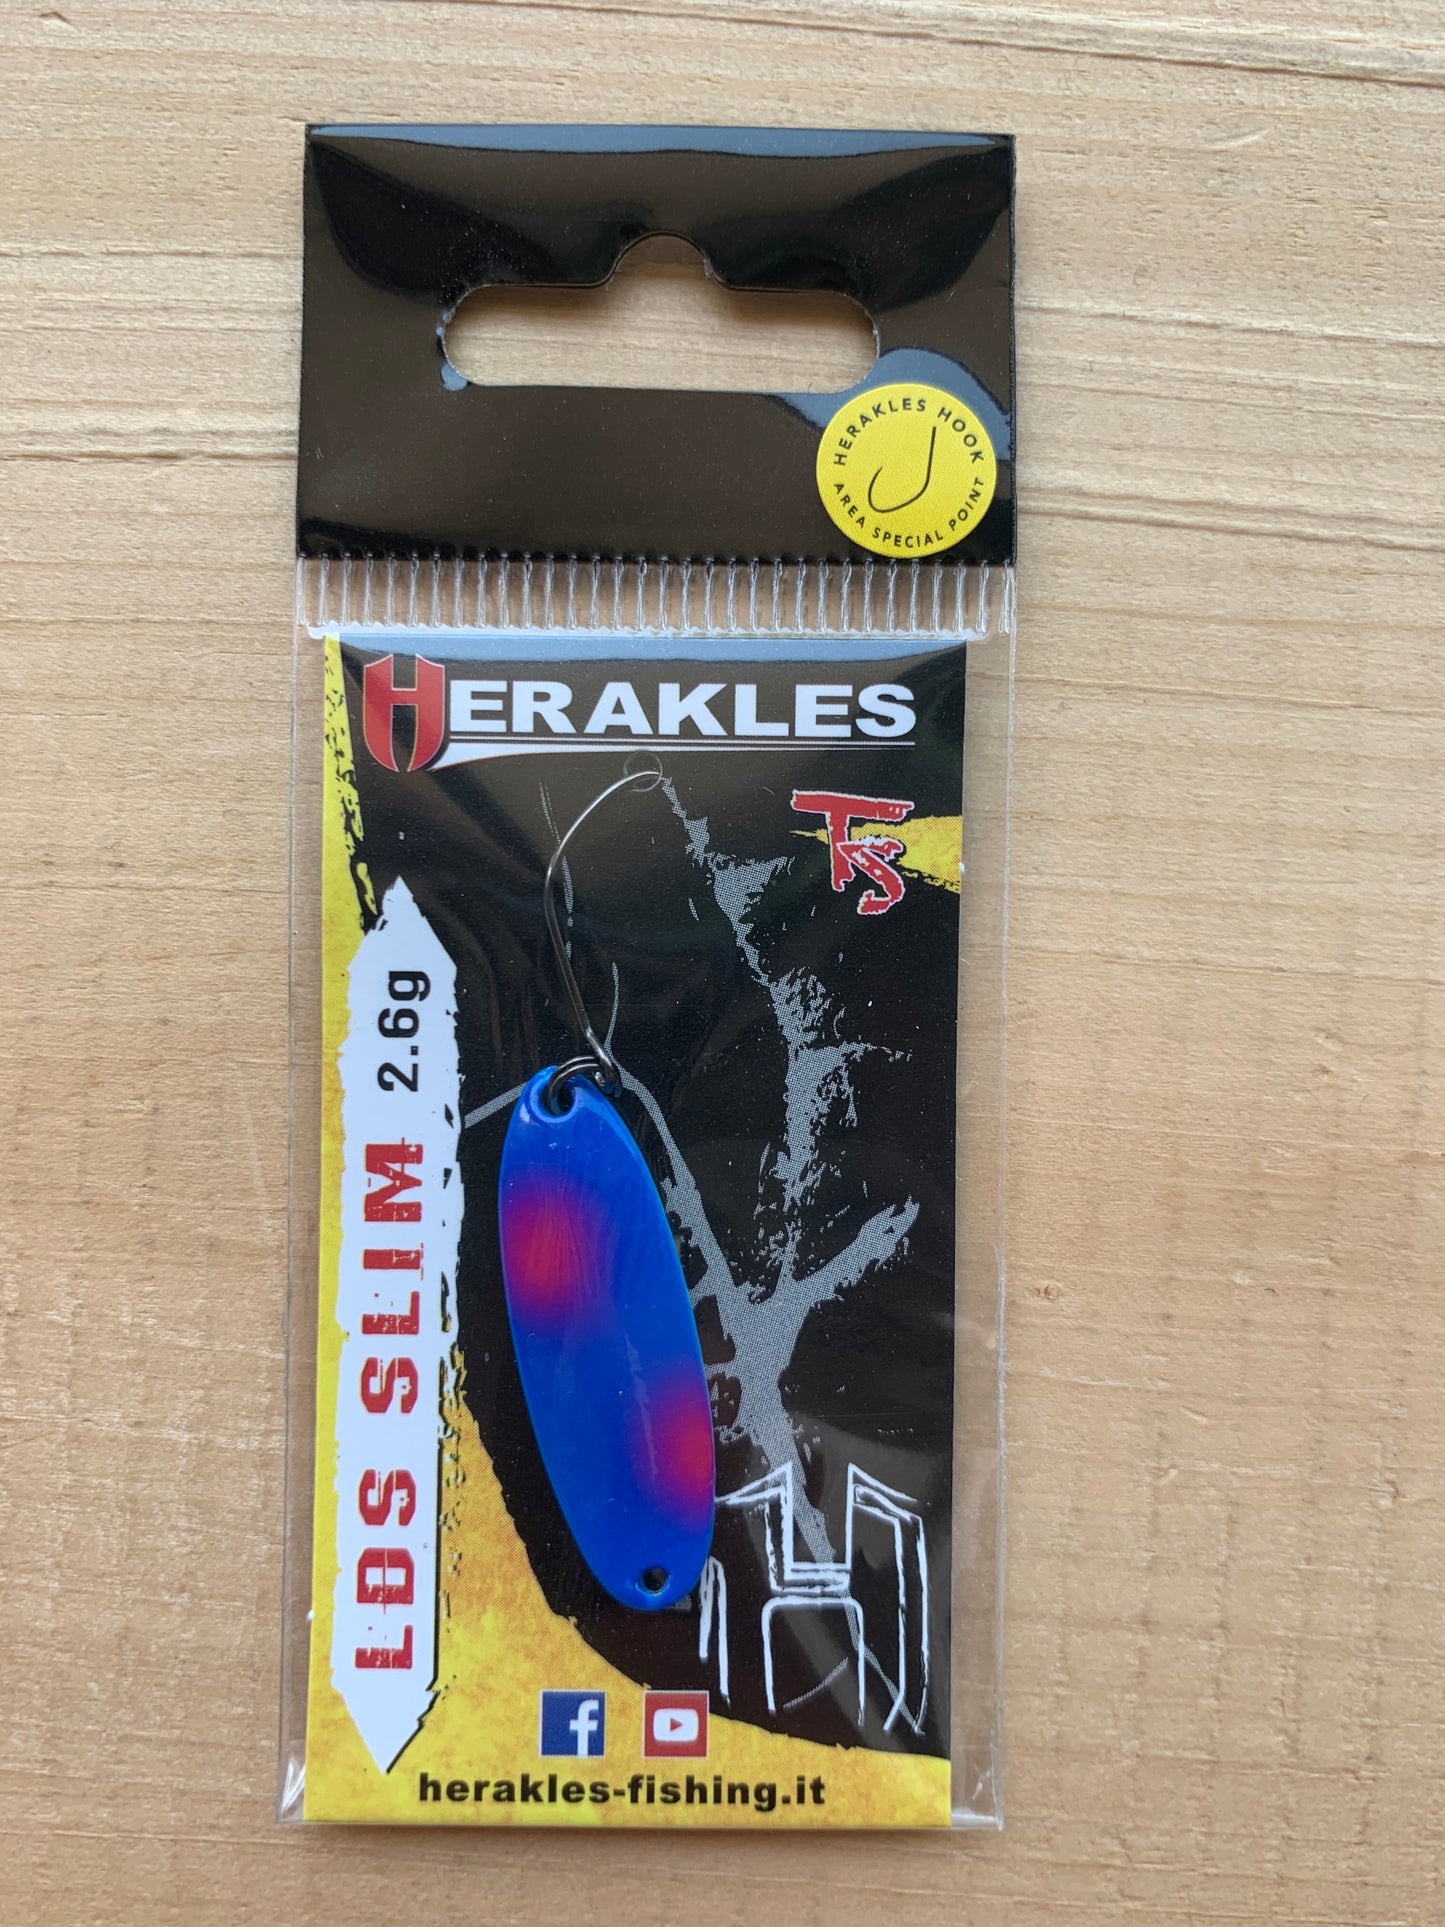 HERAKLES HOOK
AREA SPECIAL POINT
HERAKLES
TS
LDS SLIM 2.6g
herakles-fishing.it